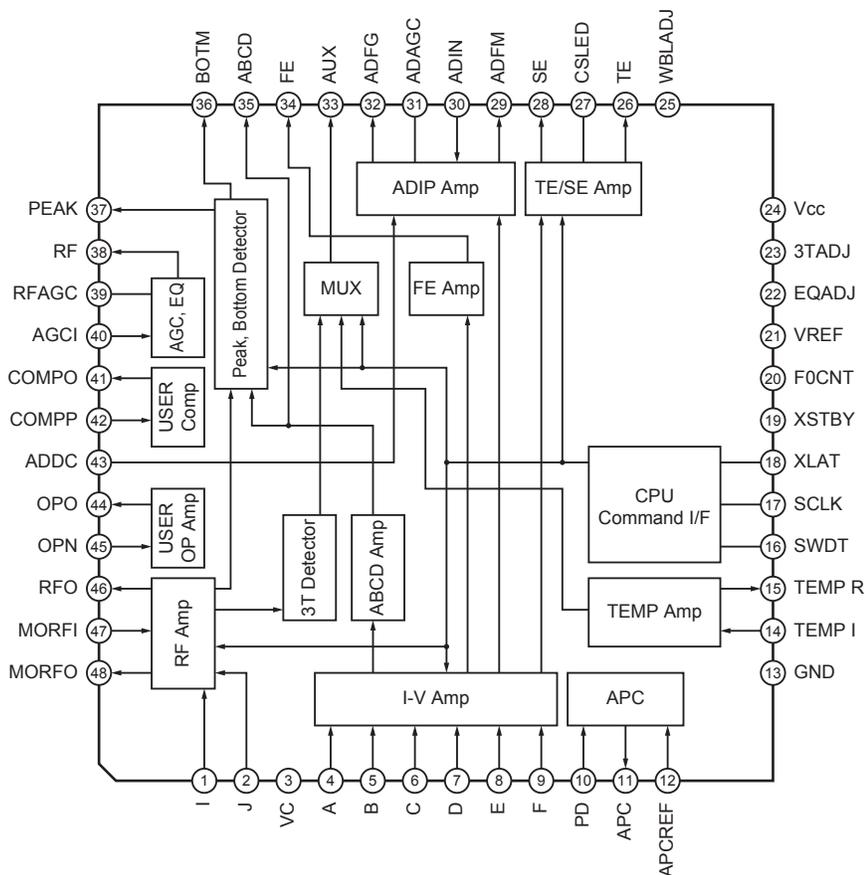 BOTM
ABCD
FE
AUX
ADFG
ADAGC
ADIN
ADFM
SE
CSLED
TE
WBLADJ
36
35
34
33
32
31
30
29
28
27
26
25
PEAK
37
RF
38
RFAGC
39
AGCI
40
COMPO
41
COMPP
42
ADDC
43
OPO
44
OPN
45
RFO
46
MORFI
47
MORFO
48
ADIP Amp
TE/SE Amp
Peak, Bottom Detector
AGC, EQ
MUX
FE Amp
USER
Comp
USER
OP Amp
3T Detector
ABCD Amp
RF Amp
CPU
Command I/F
TEMP Amp
I-V Amp
APC
24
Vcc
23
3TADJ
22
EQADJ
21
VREF
20
F0CNT
19
XSTBY
18
XLAT
17
SCLK
16
SWDT
15
TEMP R
14
TEMP I
13
GND
1
2
3
4
5
6
7
8
9
10
11
12
I
J
VC
A
B
C
D
E
F
PD
APC
APCREF